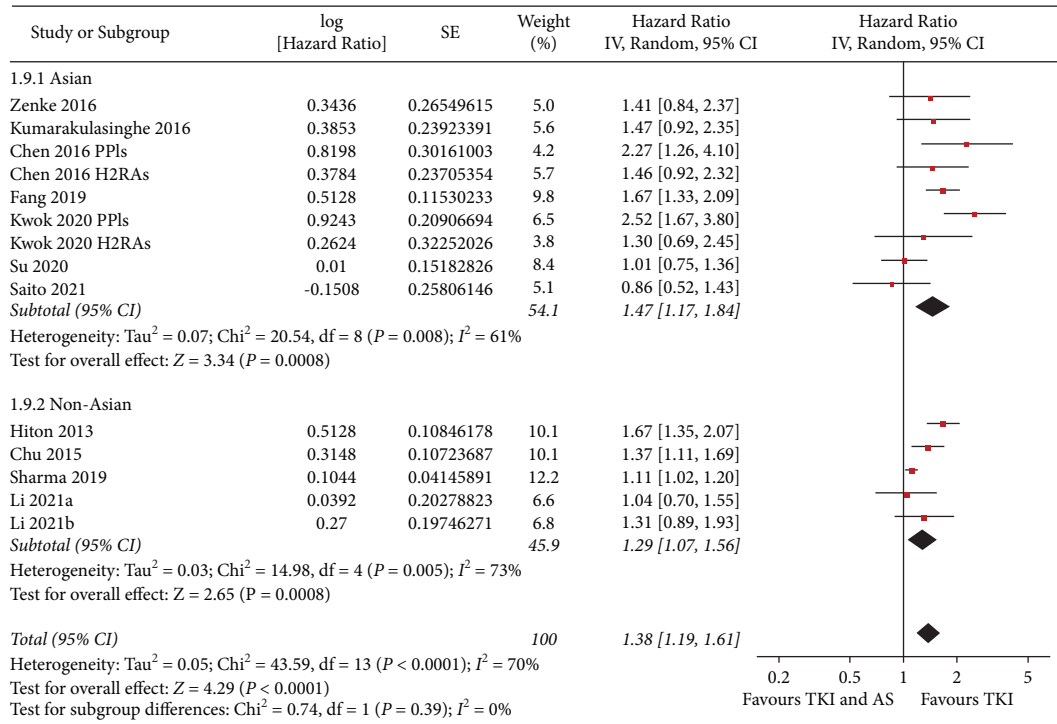 Study or Subgroup log [Hazard Ratio] SE Weight (%) Hazard Ratio IV, Random, 95% CI Hazard Ratio IV, Random, 95% CI
1.9.1 Asian
Zenke 2016 0.3436 0.26549615 5.0 1.41 [0.84, 2.37]
Kumarakulasinghe 2016 0.3853 0.23923391 5.6 1.47 [0.92, 2.35]
Chen 2016 PPls 0.8198 0.30161003 4.2 2.27 [1.26, 4.10]
Chen 2016 H2RAs 0.3784 0.23705354 5.7 1.46 [0.92, 2.32]
Fang 2019 0.5128 0.11530233 9.8 1.67 [1.33, 2.09]
Kwok 2020 PPls 0.9243 0.20906694 6.5 2.52 [1.67, 3.80]
Kwok 2020 H2RAs 0.2624 0.32252026 3.8 1.30 [0.69, 2.45]
Su 2020 0.01 0.15182826 8.4 1.01 [0.75, 1.36]
Saito 2021 -0.1508 0.25806146 5.1 0.86 [0.52, 1.43]
Subtotal (95% CI) 54.1 1.47 [1.17, 1.84]
Heterogeneity: Tau² = 0.07; Chi² = 20.54, df = 8 (P = 0.008); I² = 61%
Test for overall effect: Z = 3.34 (P = 0.0008)
1.9.2 Non-Asian
Hiton 2013 0.5128 0.10846178 10.1 1.67 [1.35, 2.07]
Chu 2015 0.3148 0.10723687 10.1 1.37 [1.11, 1.69]
Sharma 2019 0.1044 0.04145891 12.2 1.11 [1.02, 1.20]
Li 2021a 0.0392 0.20278823 6.6 1.04 [0.70, 1.55]
Li 2021b 0.27 0.19746271 6.8 1.31 [0.89, 1.93]
Subtotal (95% CI) 45.9 1.29 [1.07, 1.56]
Heterogeneity: Tau² = 0.03; Chi² = 14.98, df = 4 (P = 0.005); I² = 73%
Test for overall effect: Z = 2.65 (P = 0.0008)
Total (95% CI) 100 1.38 [1.19, 1.61]
Heterogeneity: Tau² = 0.05; Chi² = 43.59, df = 13 (P < 0.0001); I² = 70%
Test for overall effect: Z = 4.29 (P < 0.0001)
Test for subgroup differences: Chi² = 0.74, df = 1 (P = 0.39); I² = 0%
0.2 0.5 1 2 5
Favours TKI and AS Favours TKI